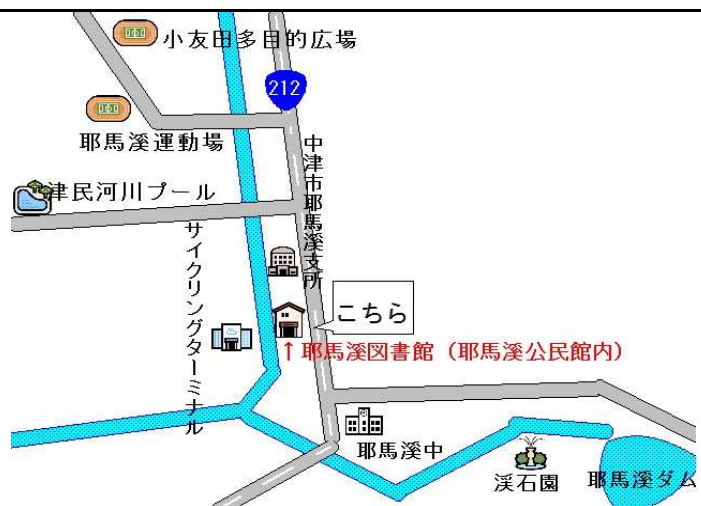 小友田多目的広場
212
耶馬溪運動場
中津市耶馬溪支所
津民河川プール
サイクリングターミナル
こちら
↑耶馬溪図書館（耶馬溪公民館内）
耶馬溪中
渓石園
耶馬溪ダム